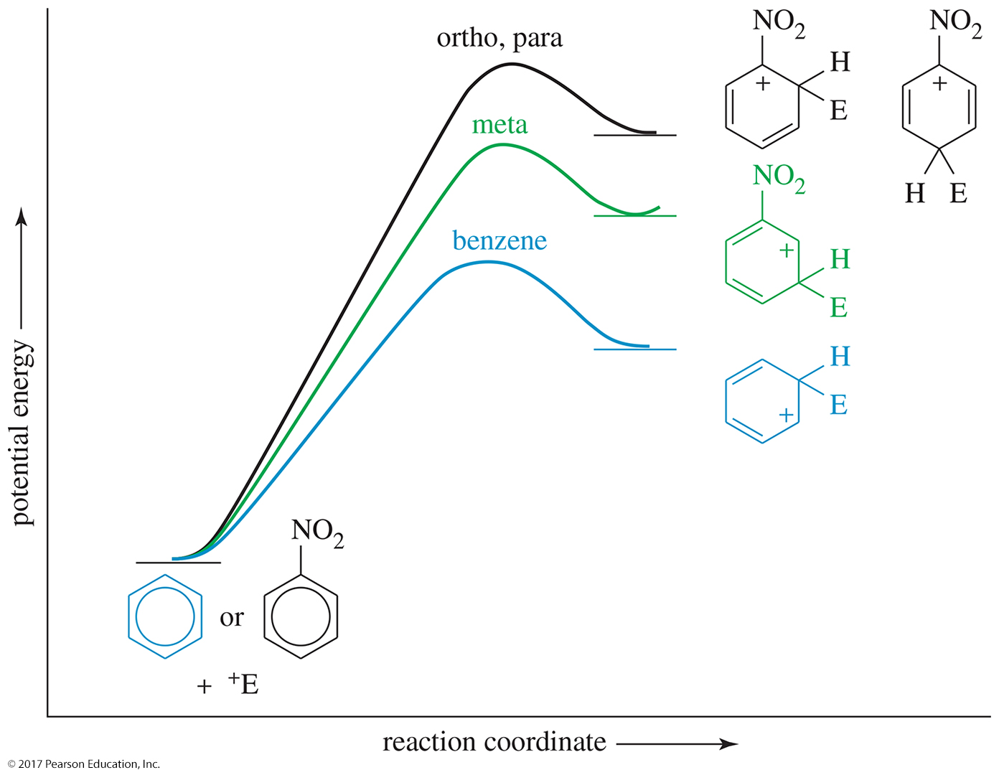 ortho, para
meta
benzene
NO2
+
H
E
NO2
+
H E
NO2
+
H
E
H
E
+
potential energy
NO2
or
+ +E
reaction coordinate
© 2017 Pearson Education, Inc.